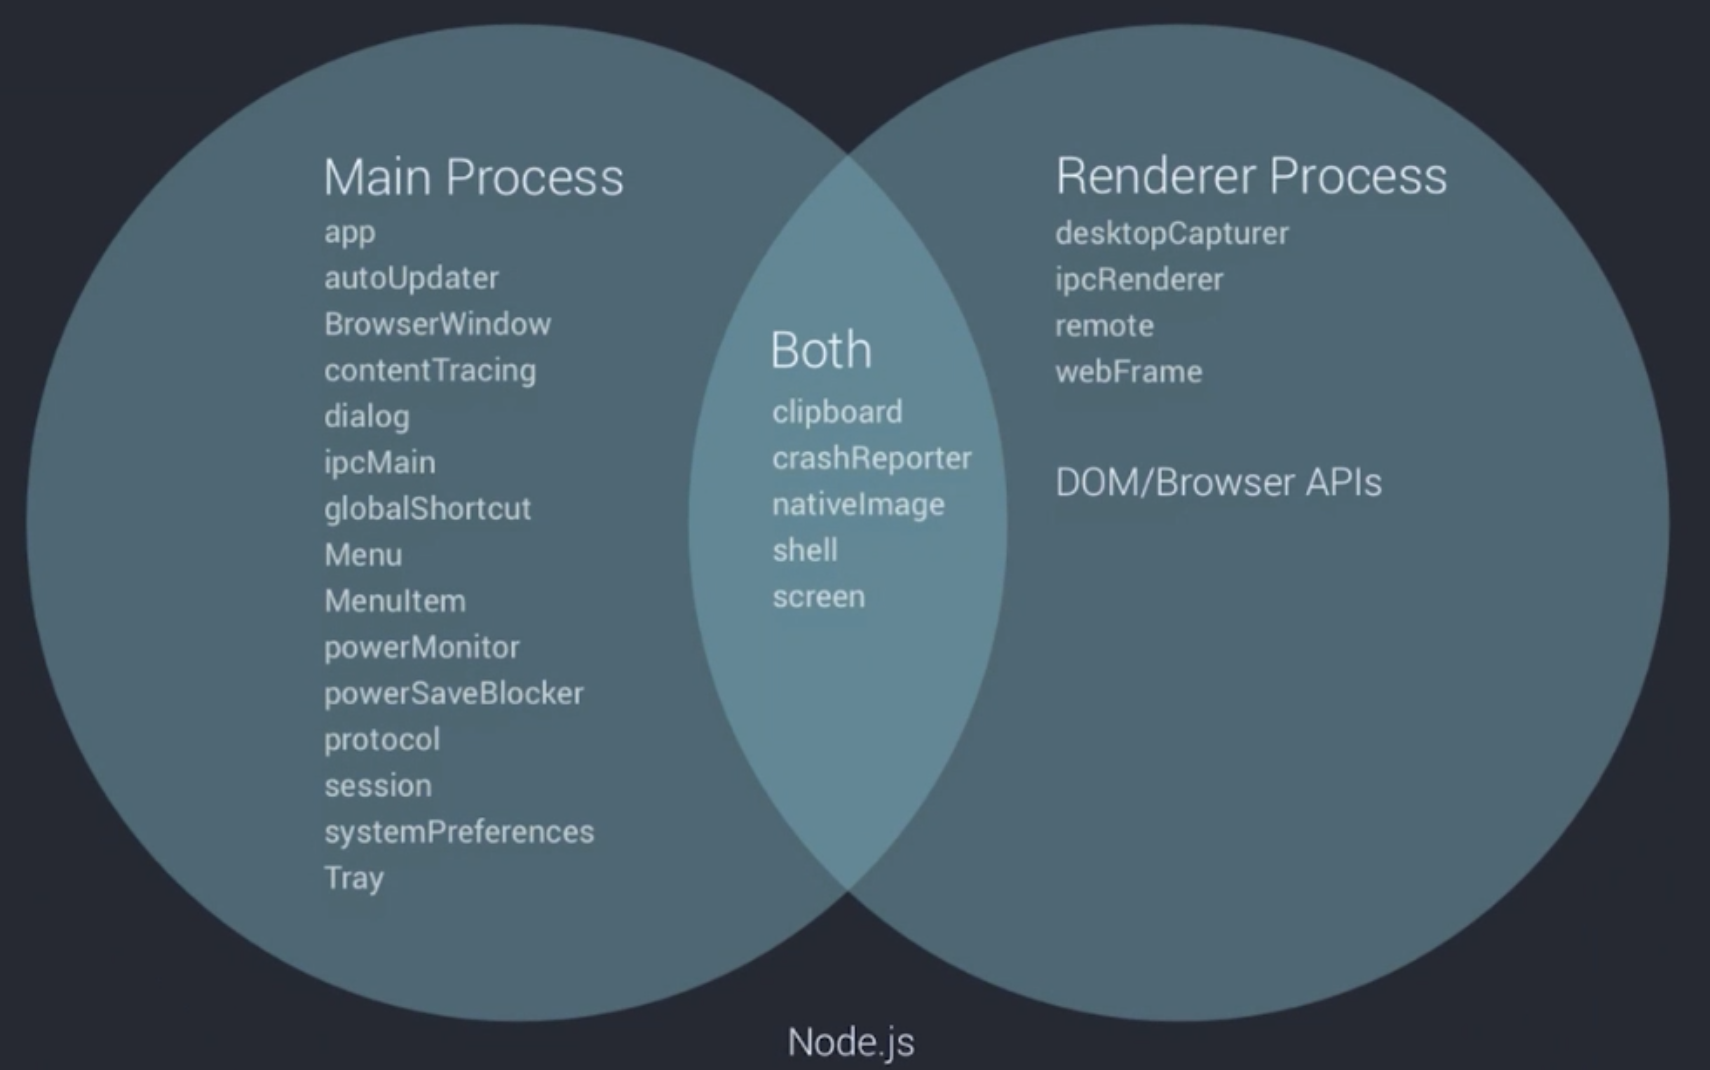 Main Process
app
autoUpdater
BrowserWindow
contentTracing
dialog
ipcMain
globalShortcut
Menu
MenuItem
powerMonitor
powerSaveBlocker
protocol
session
systemPreferences
Tray
Both
clipboard
crashReporter
nativeImage
shell
screen
Renderer Process
desktopCapturer
ipcRenderer
remote
webFrame
DOM/Browser APIs
Node.js